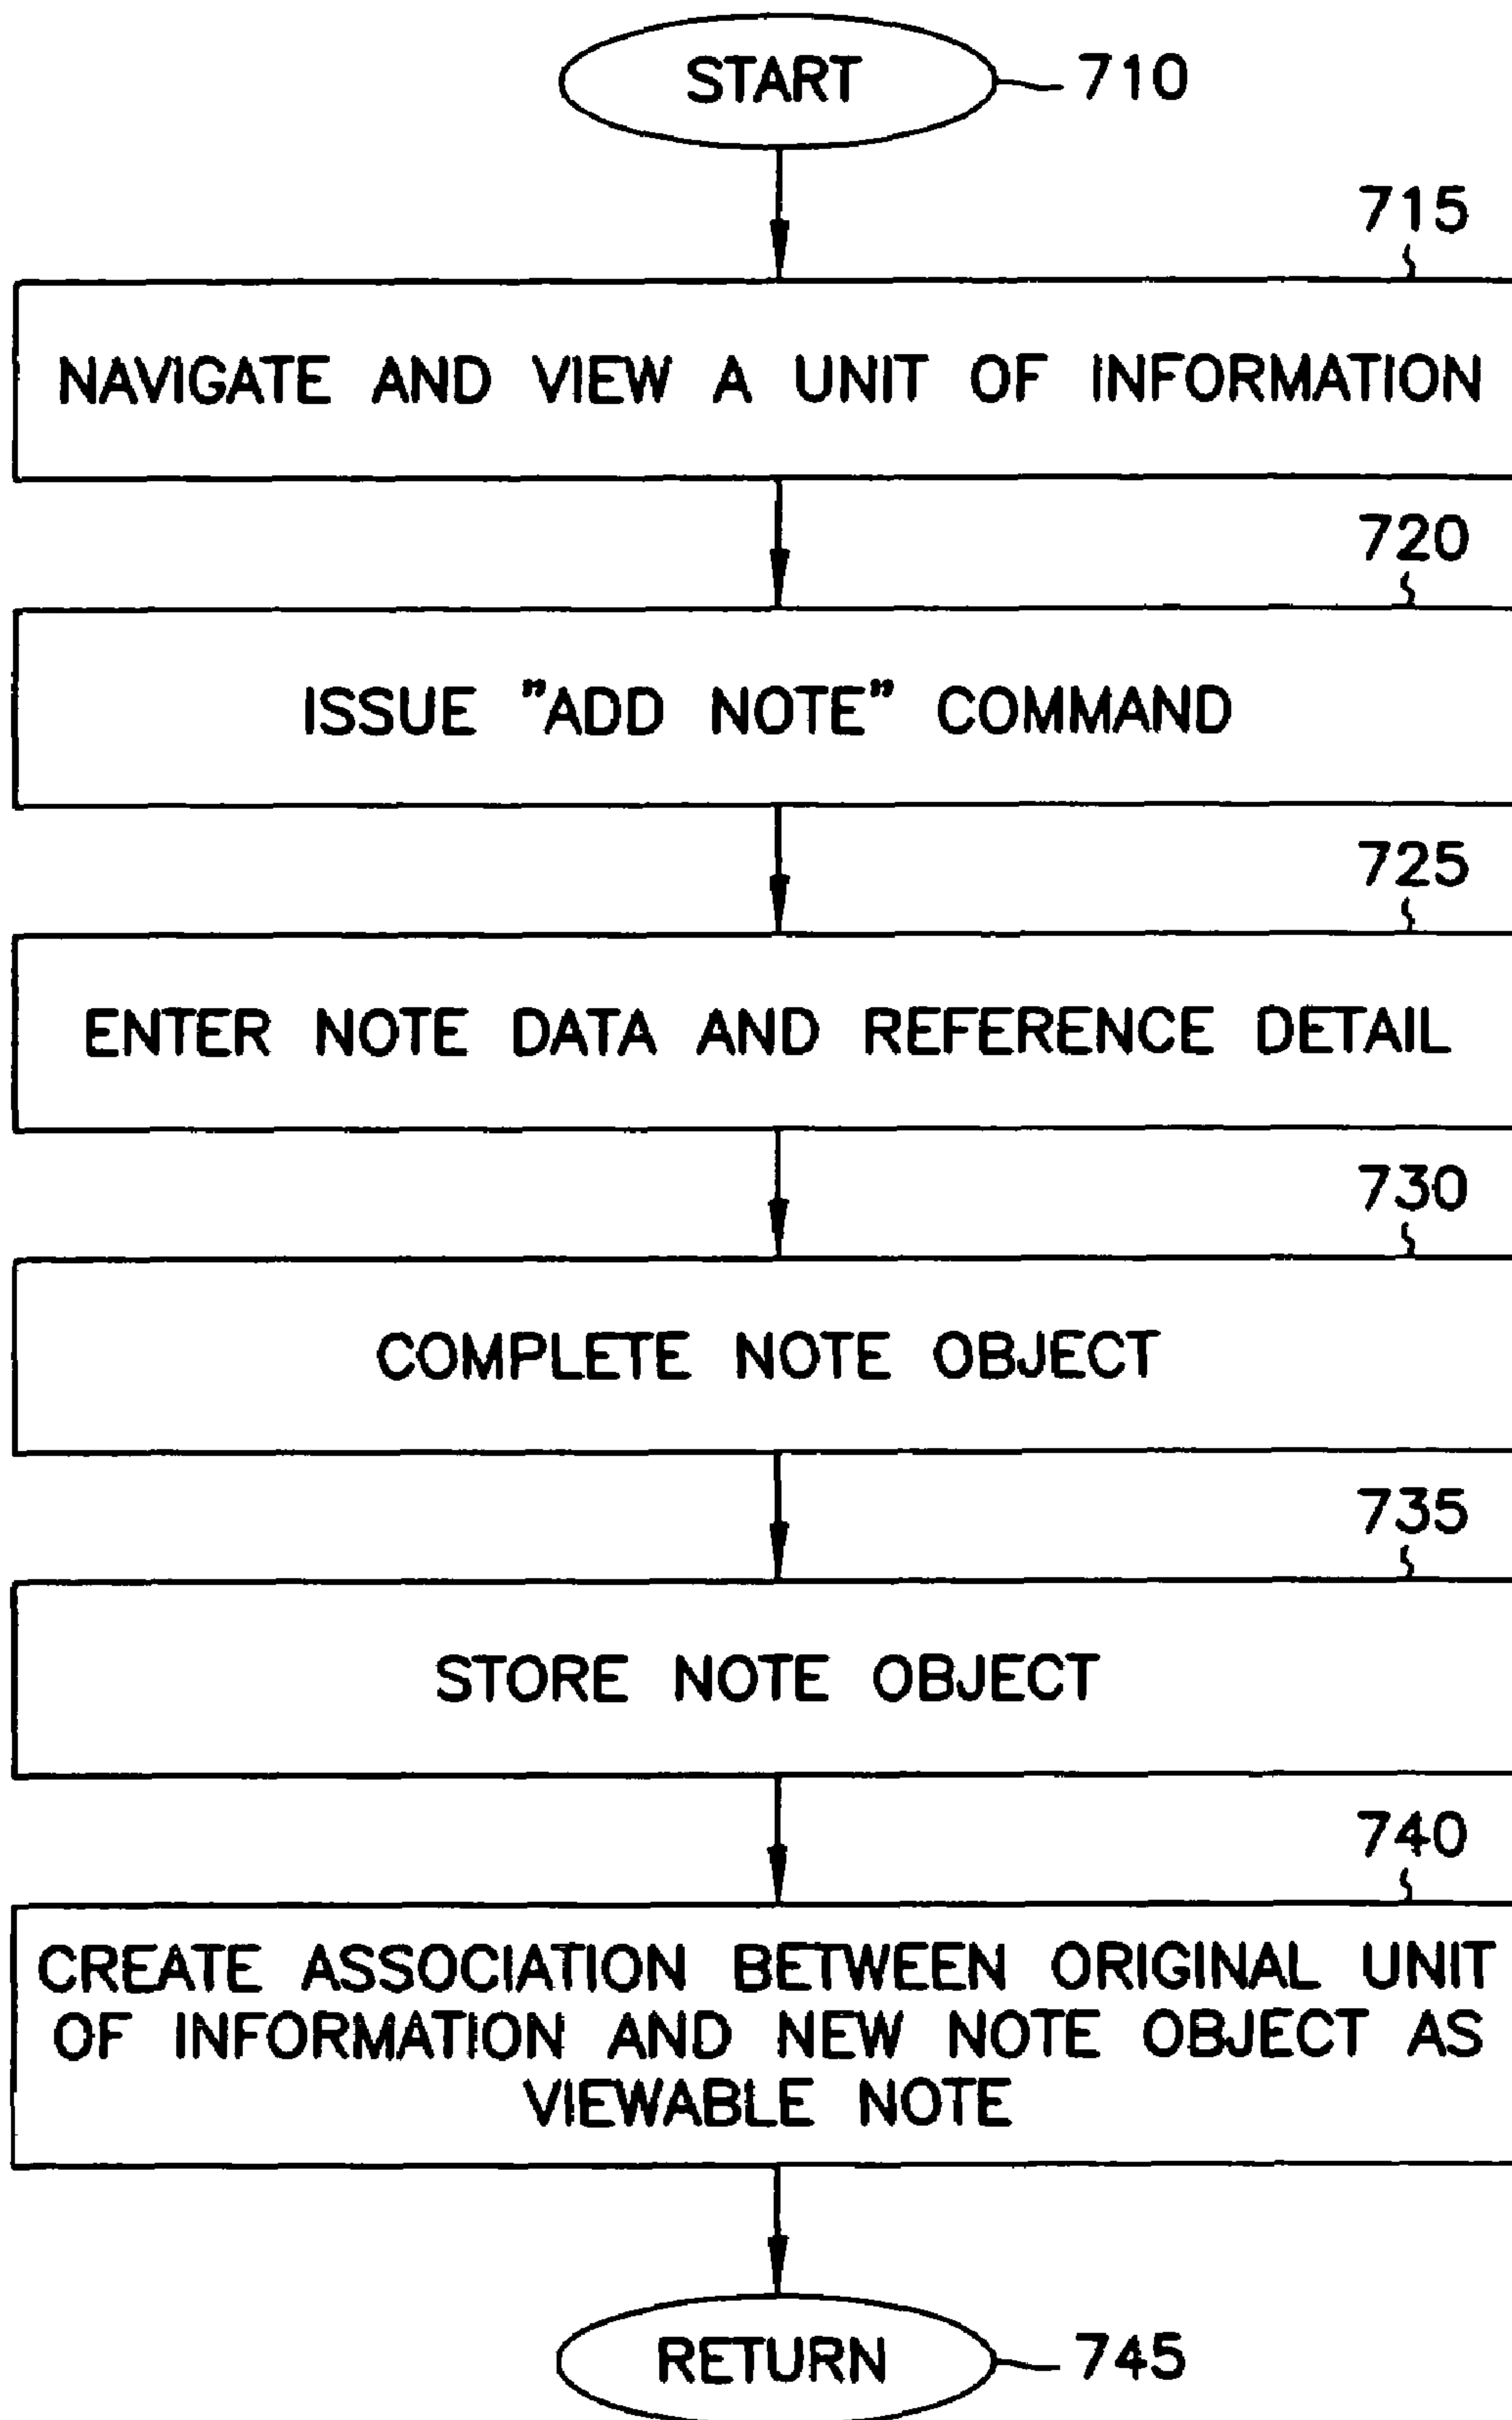 START
710
715
NAVIGATE AND VIEW A UNIT OF INFORMATION
720
ISSUE "ADD NOTE" COMMAND
725
ENTER NOTE DATA AND REFERENCE DETAIL
730
COMPLETE NOTE OBJECT
735
STORE NOTE OBJECT
740
CREATE ASSOCIATION BETWEEN ORIGINAL UNIT
OF INFORMATION AND NEW NOTE OBJECT AS
VIEWABLE NOTE
RETURN
745